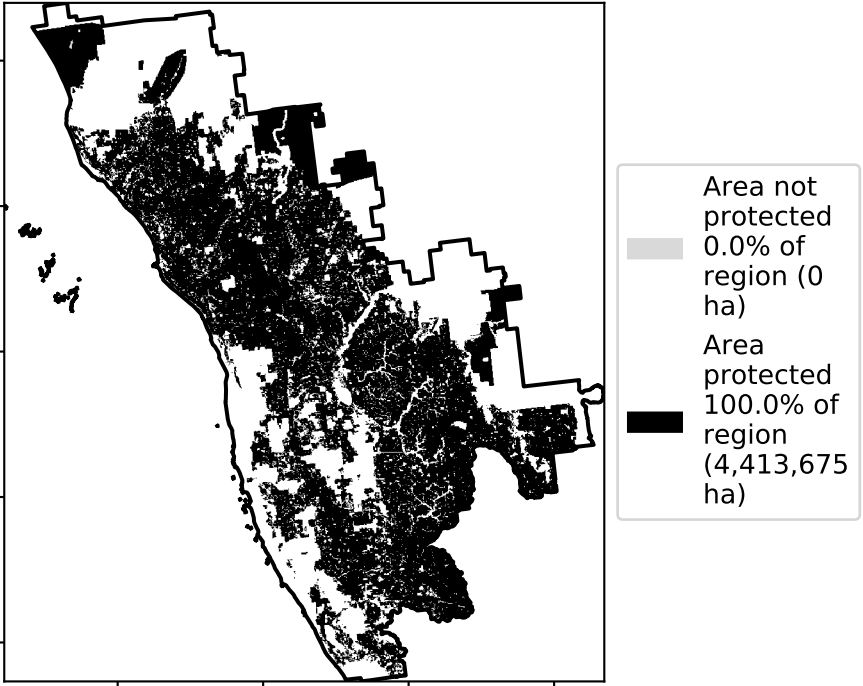 Area not
protected
0.0% of
region (0
ha)
Area
protected
100.0% of
region
(4,413,675
ha)